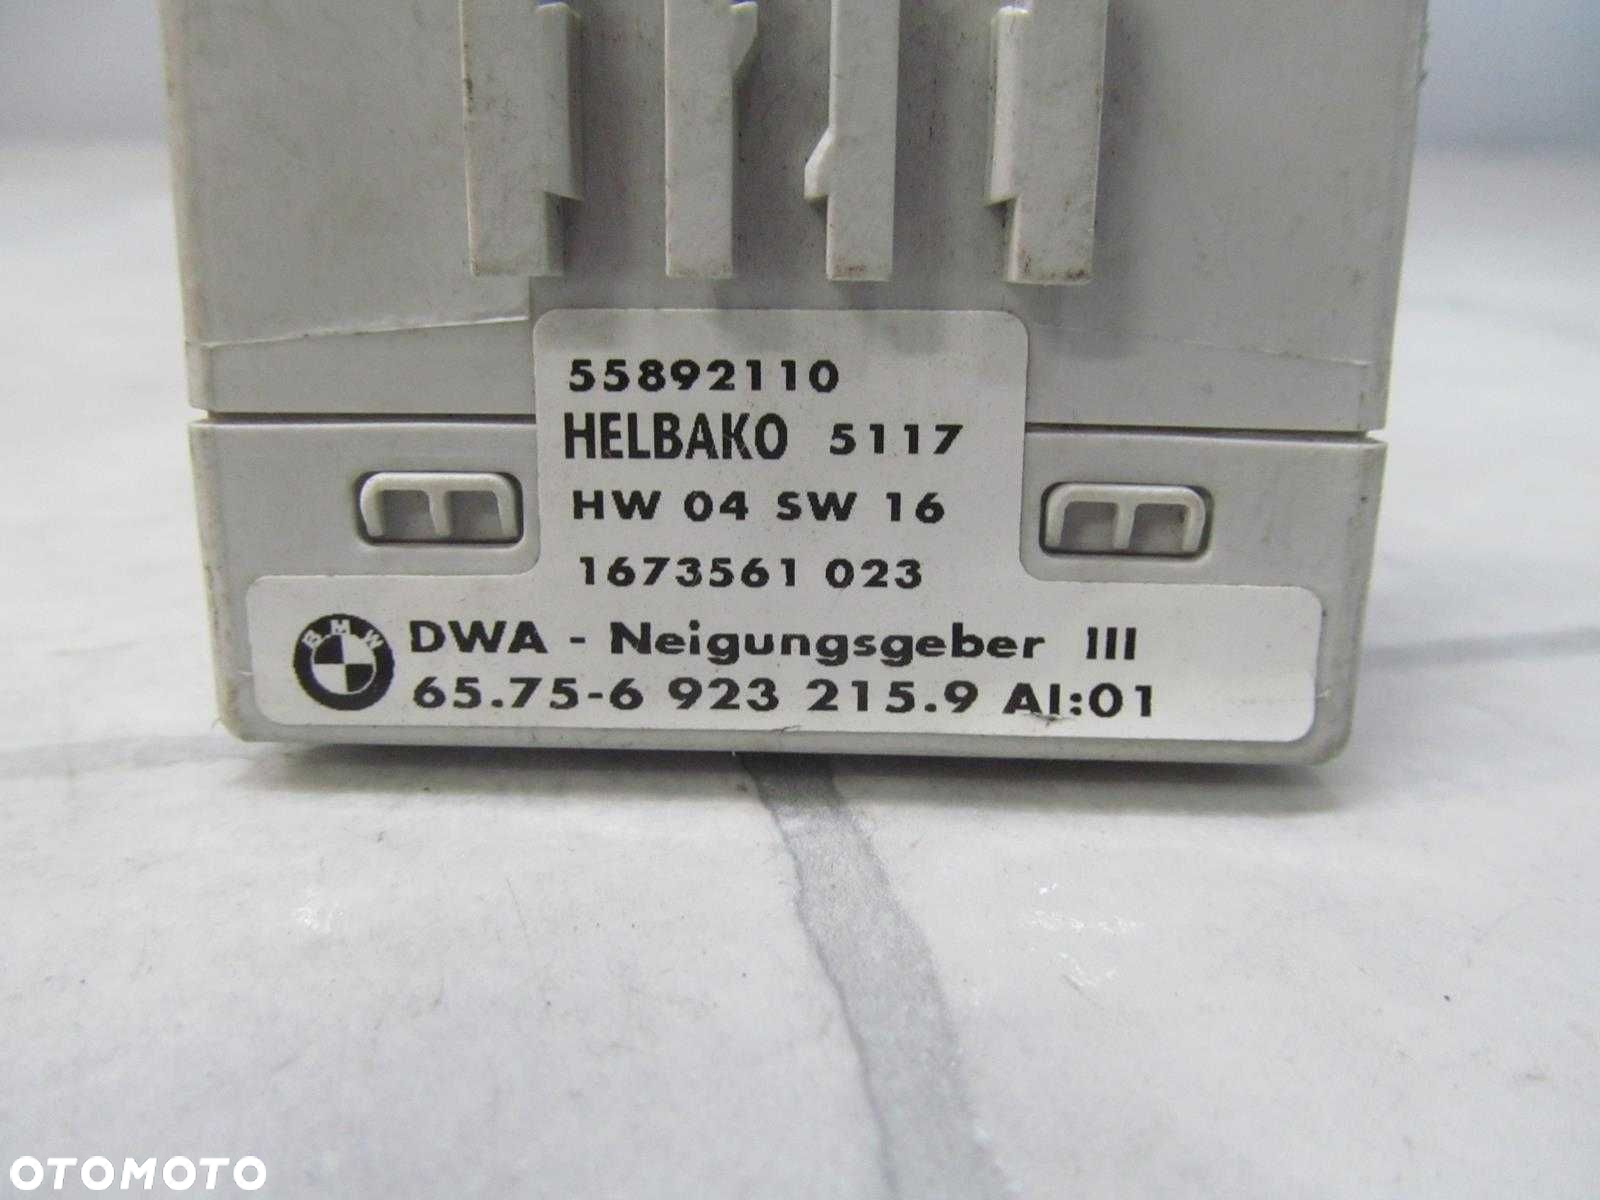 55892110
HELBAKO 5117
HW 04 SW 16
1673561 023
BMW
DWA - Neigungsgeber III
65.75-6 923 215.9 AI:01
OTOMOTO